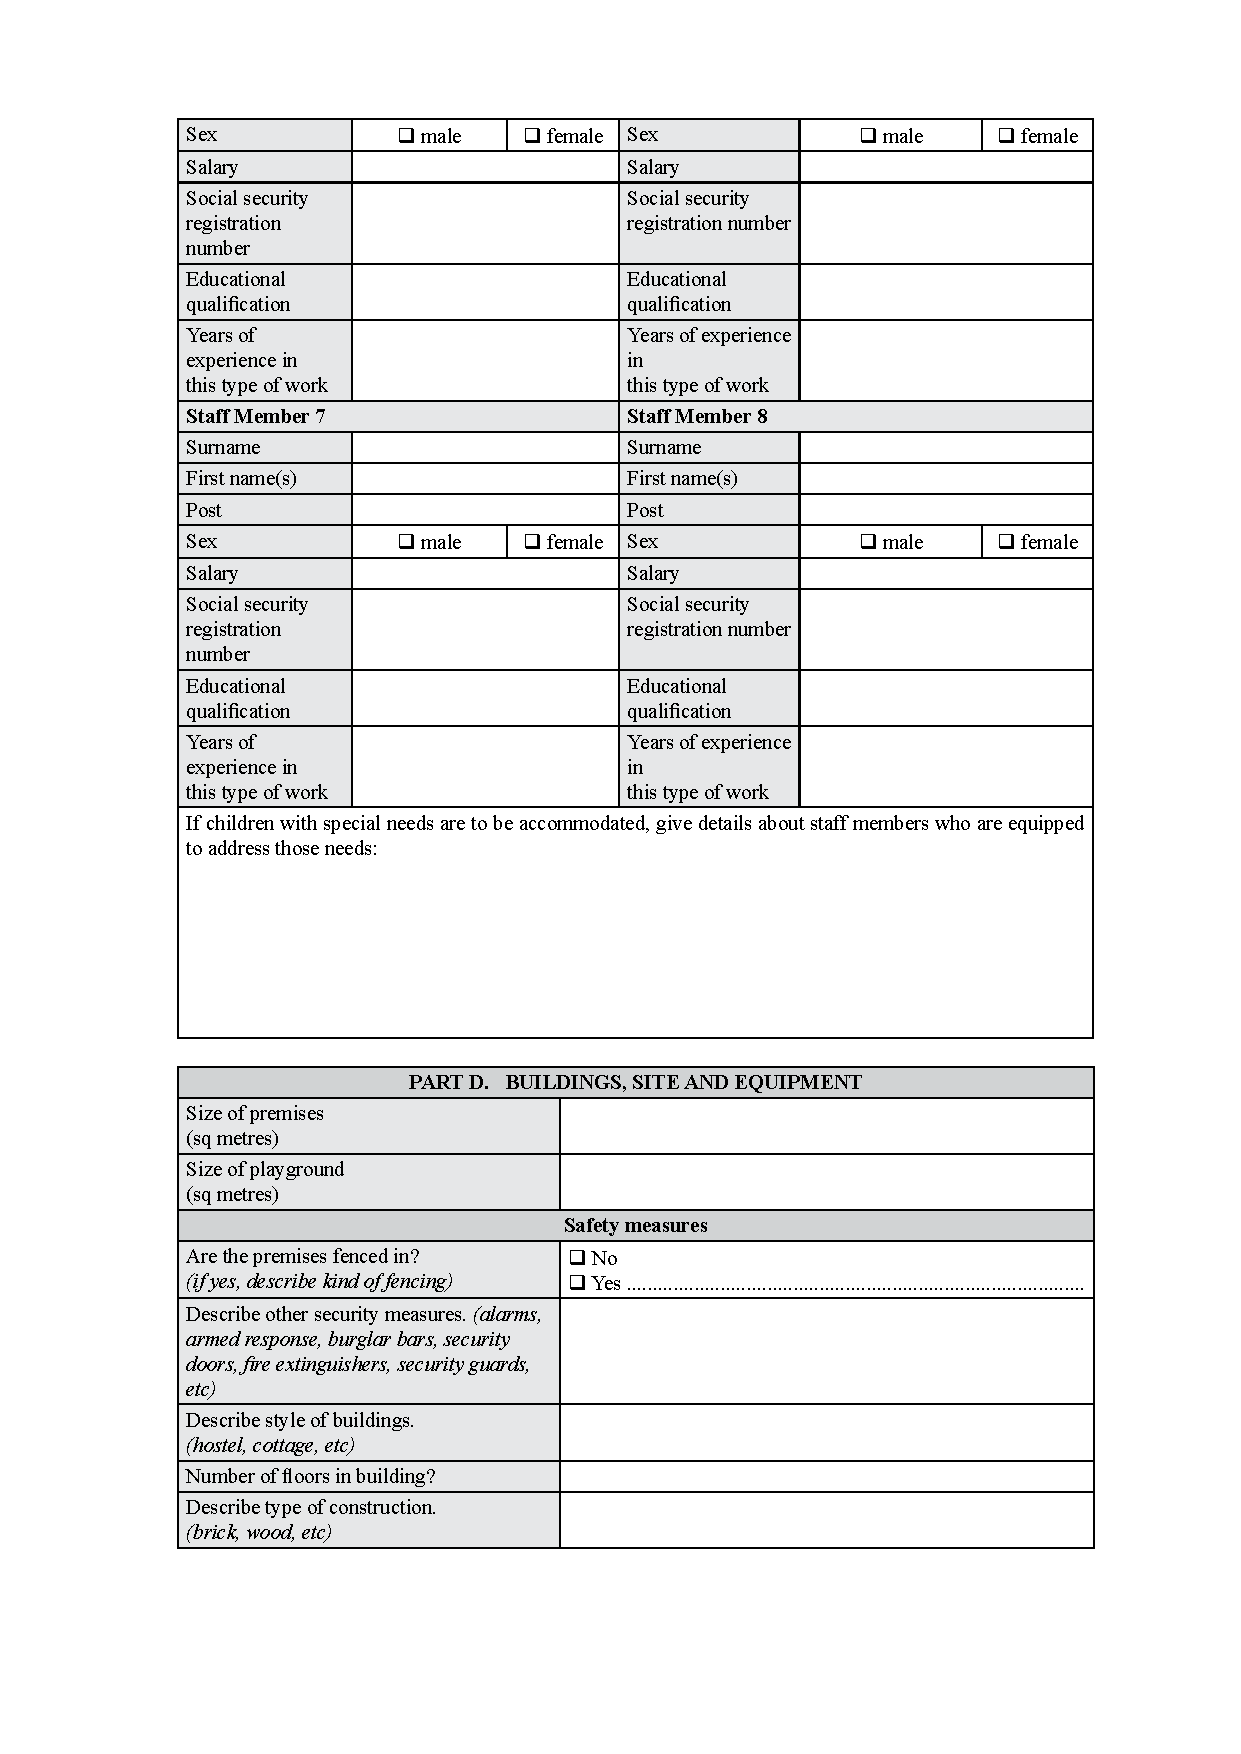 Sex ❑ male ❑ female Sex ❑ male ❑ female
Salary Salary
Social security Social security
registration registration number
number
Educational Educational
qualification qualification
Years of Years of experience
experience in in
this type of work this type of work
Staff Member 7 Staff Member 8
Surname Surname
First name(s) First name(s)
Post Post
Sex ❑ male ❑ female Sex ❑ male ❑ female
Salary Salary
Social security Social security
registration registration number
number
Educational Educational
qualification qualification
Years of Years of experience
experience in in
this type of work this type of work
If children with special needs are to be accommodated, give details about staff members who are equipped
to address those needs:
PART D. BUILDINGS, SITE AND EQUIPMENT
Size of premises
(sq metres)
Size of playground
(sq metres)
Safety measures
Are the premises fenced in? ❑ No
(if yes, describe kind of fencing) ❑ Yes ........................................................................................
Describe other security measures. (alarms,
armed response, burglar bars, security
doors, fire extinguishers, security guards,
etc)
Describe style of buildings.
(hostel, cottage, etc)
Number of floors in building?
Describe type of construction.
(brick, wood, etc)